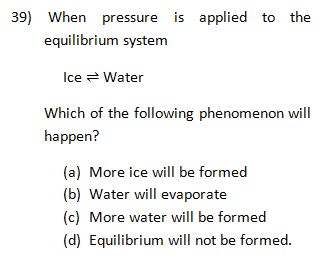 39) When pressure is applied to the
equilibrium system
Ice ⇌ Water
Which of the following phenomenon will
happen?
(a) More ice will be formed
(b) Water will evaporate
(c) More water will be formed
(d) Equilibrium will not be formed.